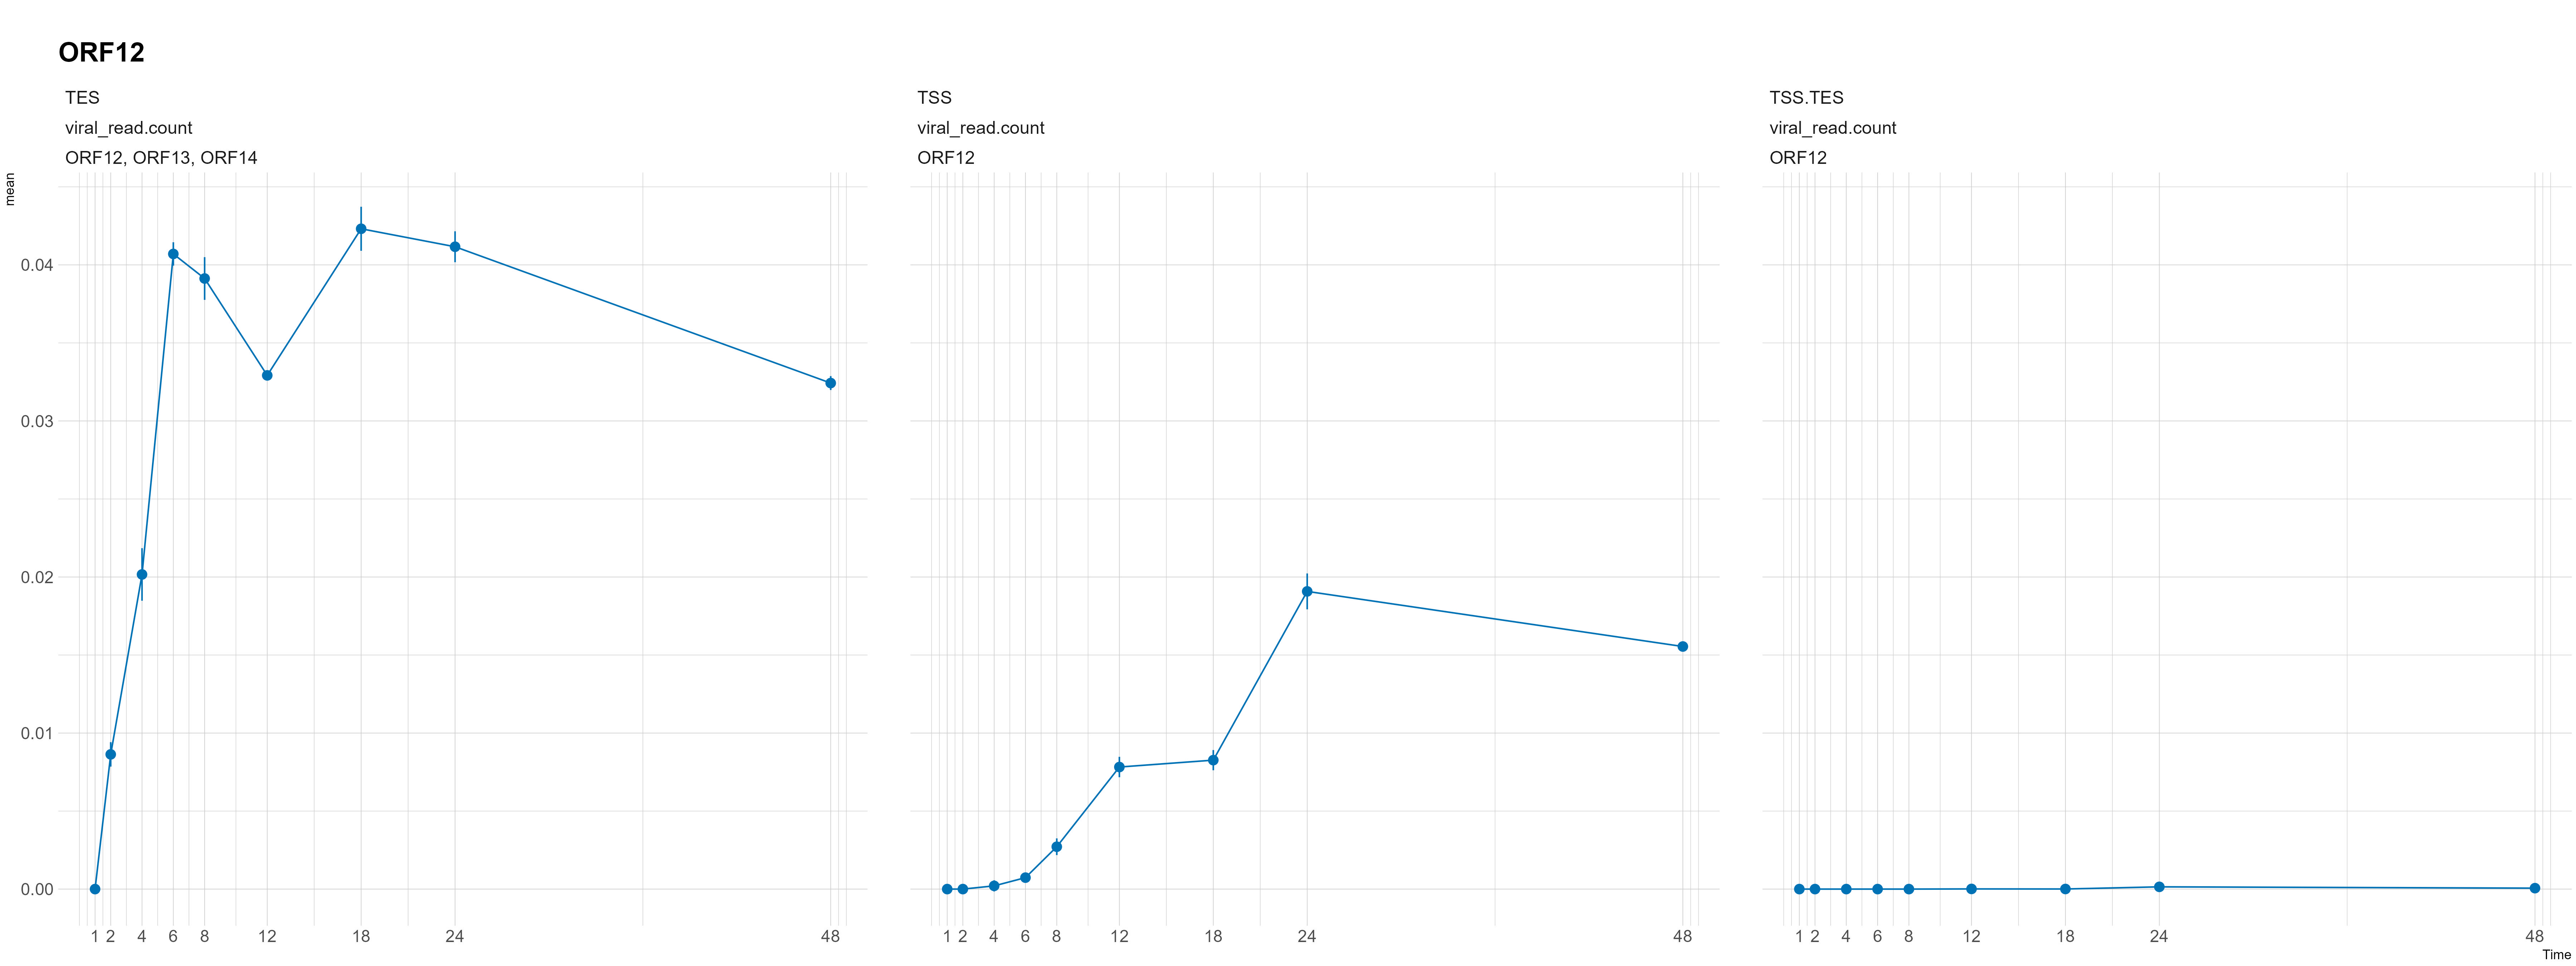 ORF12
TES
viral_read.count
ORF12, ORF13, ORF14
TSS
viral_read.count
ORF12
TSS.TES
viral_read.count
ORF12
mean
0.04
0.03
0.02
0.01
0.00
1 2 4 6 8 12 18 24 48
1 2 4 6 8 12 18 24 48
1 2 4 6 8 12 18 24 48
Time